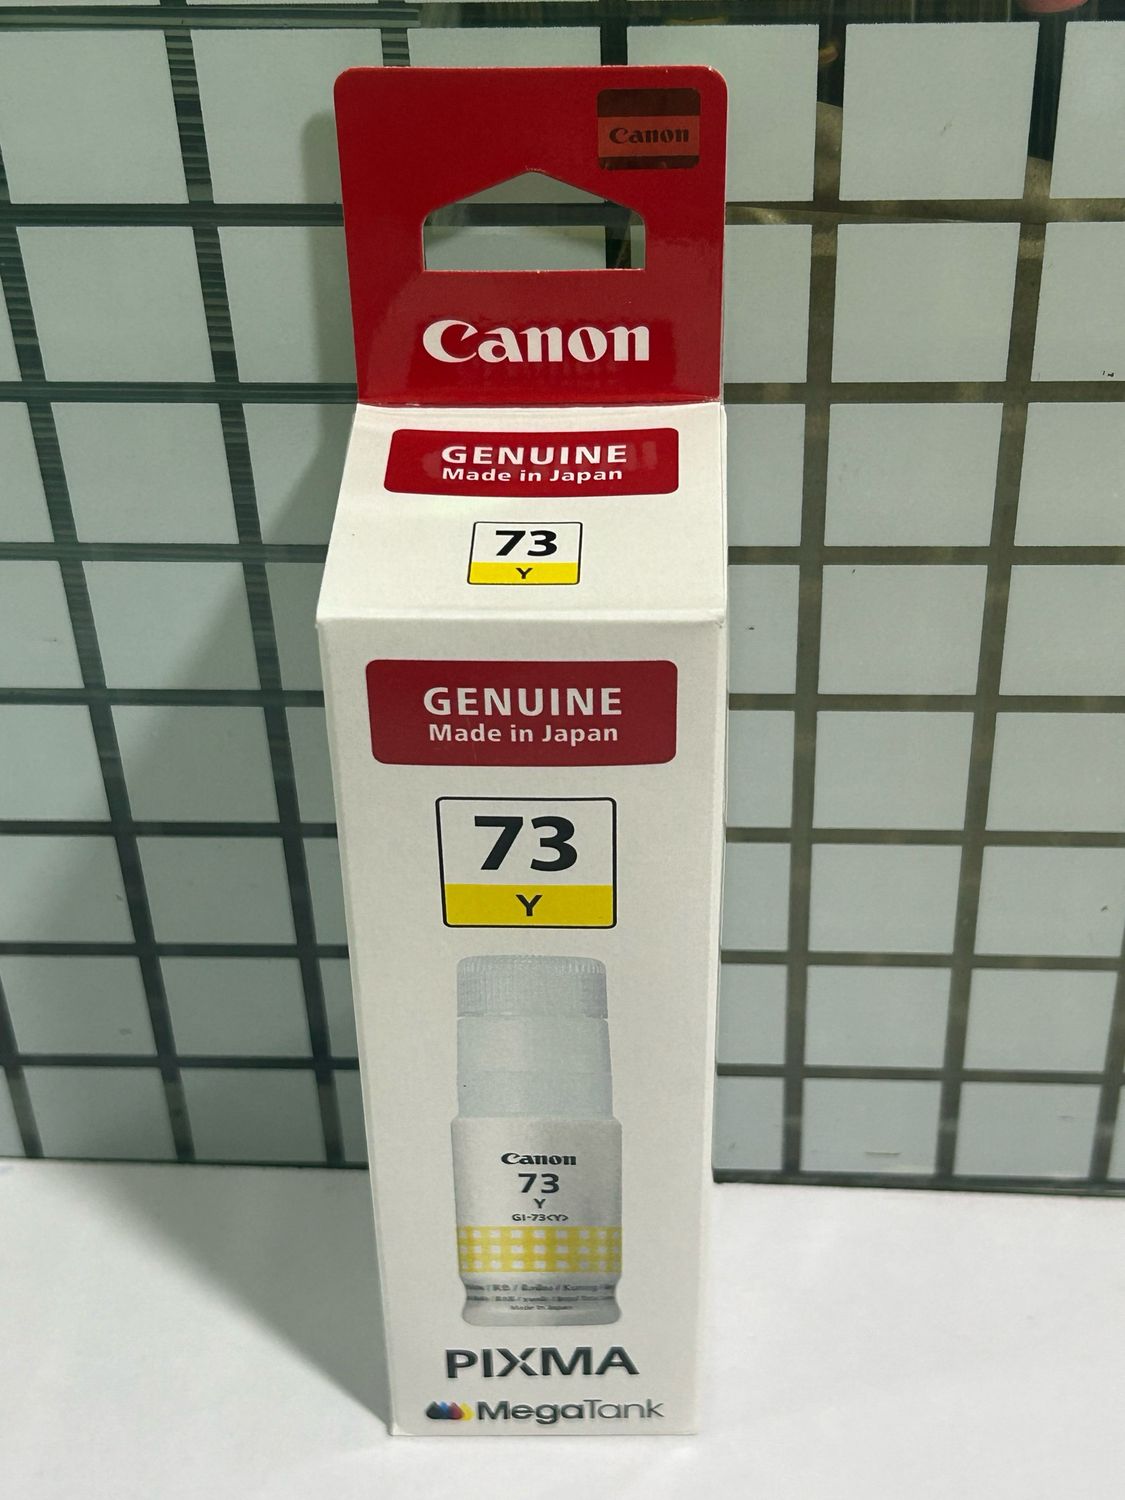 Canon
Canon
GENUINE
Made in Japan
73
Y
GENUINE
Made in Japan
73
Y
Canon
73
Y
GI-73<Y>
Made in Japan
PIXMA
MegaTank